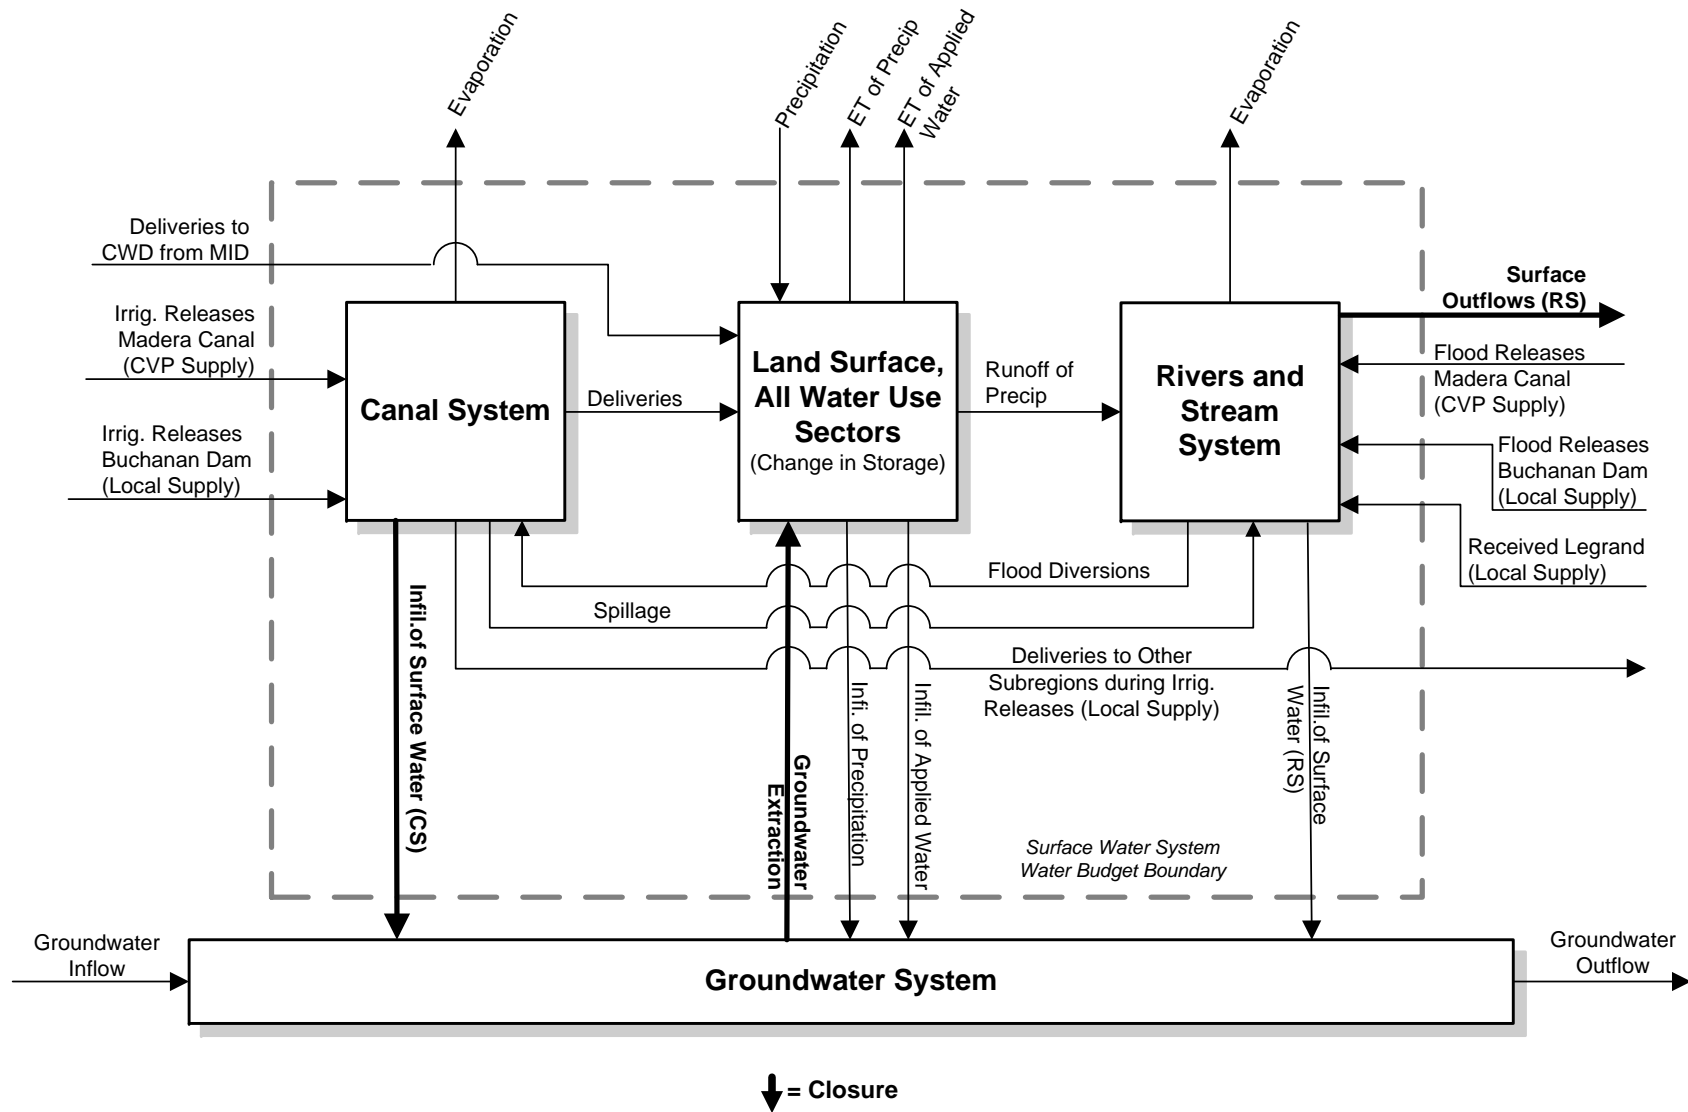 Evaporation
Precipitation
ET of Precip
ET of Applied
Water
Evaporation
Deliveries to
CWD from MID
Irrig. Releases
Madera Canal
(CVP Supply)
Irrig. Releases
Buchanan Dam
(Local Supply)
Canal System
Deliveries
Land Surface,
All Water Use
Sectors
(Change in Storage)
Runoff of
Precip
Rivers and
Stream
System
Surface
Outflows (RS)
Flood Releases
Madera Canal
(CVP Supply)
Flood Releases
Buchanan Dam
(Local Supply)
Received Legrand
(Local Supply)
Flood Diversions
Spillage
Deliveries to Other
Subregions during Irrig.
Releases (Local Supply)
Infil.of Surface Water (CS)
Groundwater
Extraction
Infi. of Precipitation
Infil. of Applied Water
Infil.of Surface
Water (RS)
Surface Water System
Water Budget Boundary
Groundwater
Inflow
Groundwater System
Groundwater
Outflow
= Closure